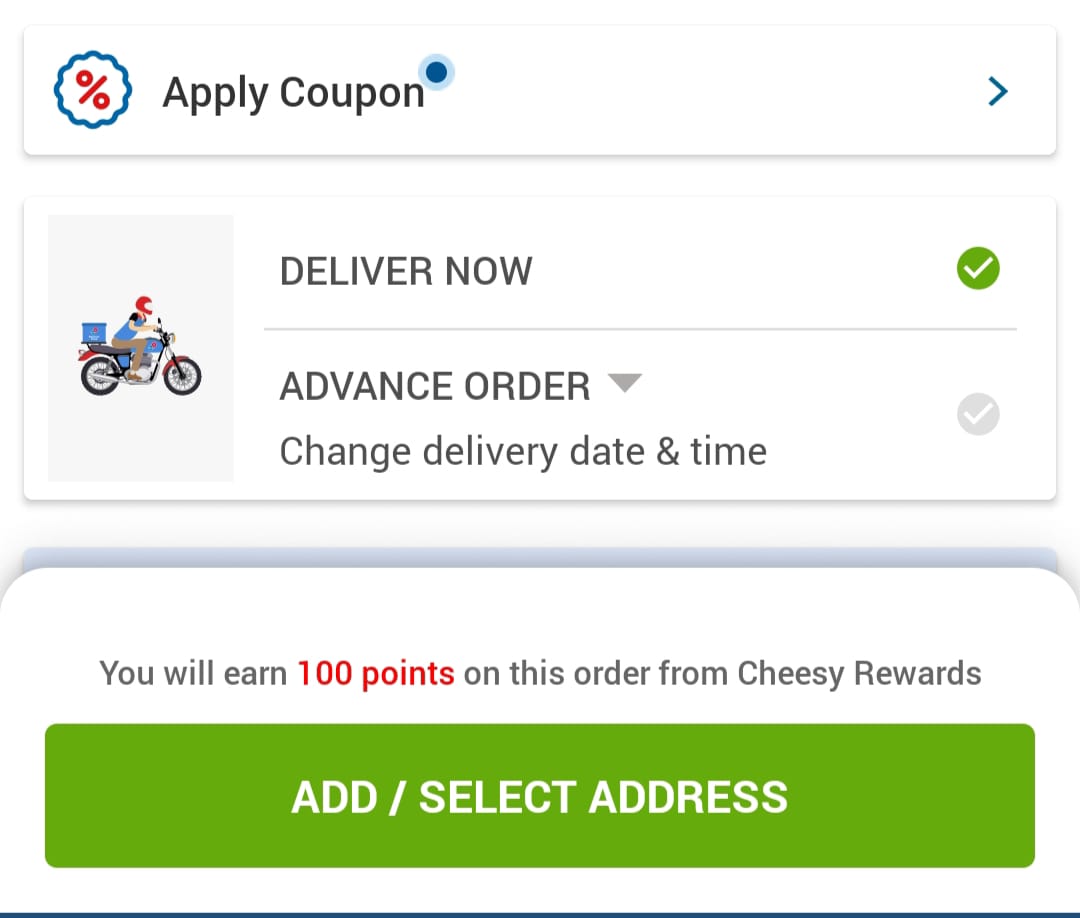 Apply Coupon
DELIVER NOW
ADVANCE ORDER
Change delivery date & time
You will earn 100 points on this order from Cheesy Rewards
ADD / SELECT ADDRESS